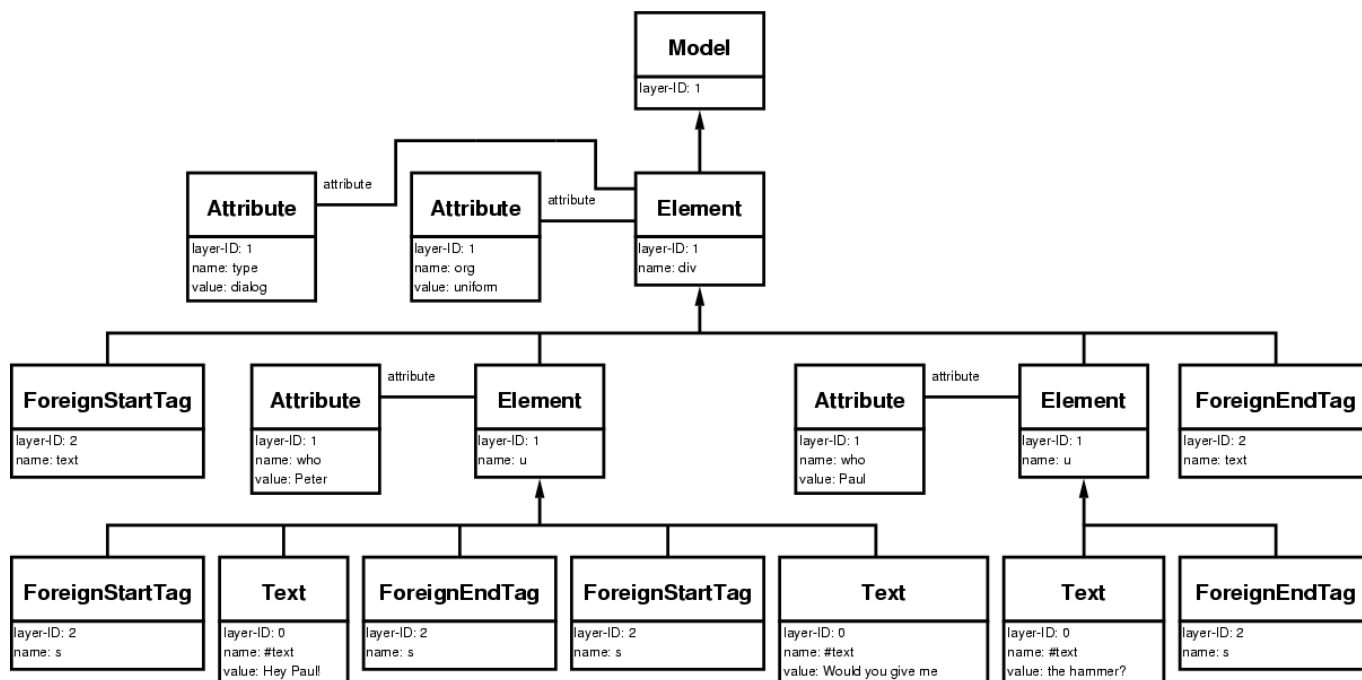 Model
layer-ID: 1
attribute
attribute
Attribute
layer-ID: 1
name: type
value: dialog
Attribute
layer-ID: 1
name: org
value: uniform
Element
layer-ID: 1
name: div
ForeignStartTag
layer-ID: 2
name: text
Attribute
layer-ID: 1
name: who
value: Peter
attribute
Element
layer-ID: 1
name: u
Attribute
layer-ID: 1
name: who
value: Paul
attribute
Element
layer-ID: 1
name: u
ForeignEndTag
layer-ID: 2
name: text
ForeignStartTag
layer-ID: 2
name: s
Text
layer-ID: 0
name: #text
value: Hey Paul!
ForeignEndTag
layer-ID: 2
name: s
ForeignStartTag
layer-ID: 2
name: s
Text
layer-ID: 0
name: #text
value: Would you give me
Text
layer-ID: 0
name: #text
value: the hammer?
ForeignEndTag
layer-ID: 2
name: s